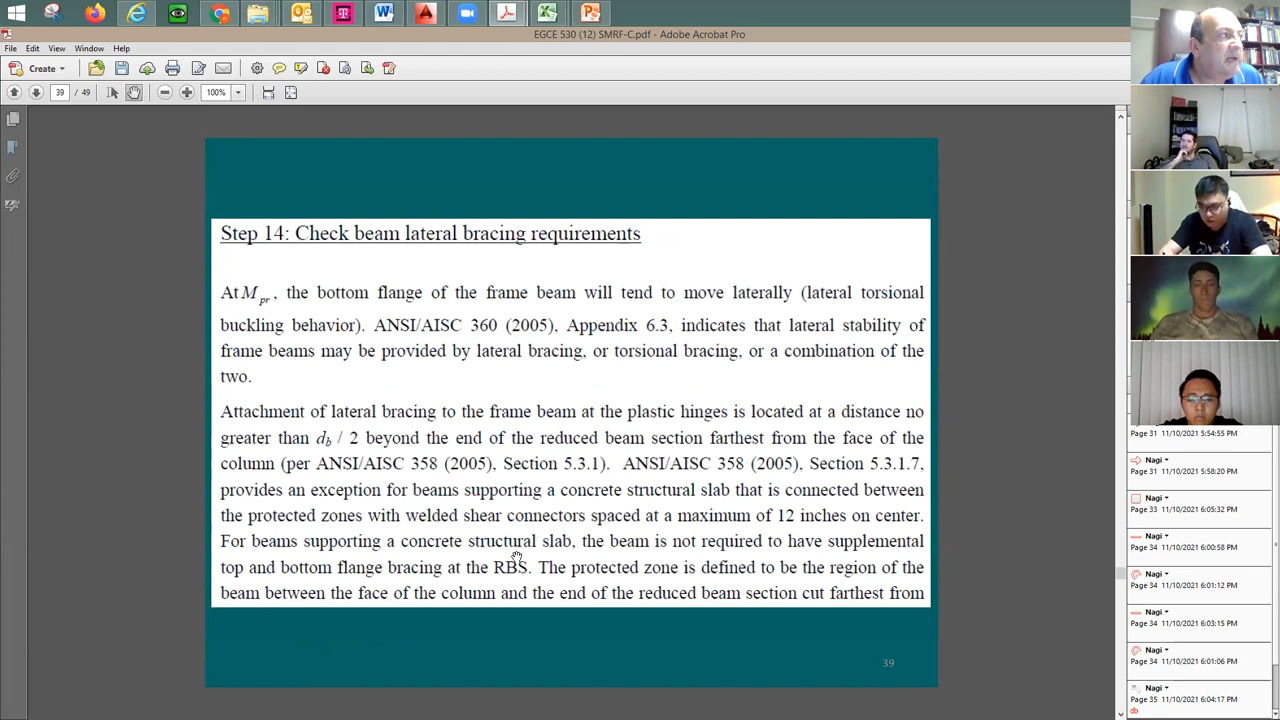 EGCE 530 (12) SMRF-C.pdf - Adobe Acrobat Pro
File Edit View Window Help
Create
39 / 49 100%
Step 14: Check beam lateral bracing requirements
At Mpr, the bottom flange of the frame beam will tend to move laterally (lateral torsional
buckling behavior). ANSI/AISC 360 (2005), Appendix 6.3, indicates that lateral stability of
frame beams may be provided by lateral bracing, or torsional bracing, or a combination of the
two.
Attachment of lateral bracing to the frame beam at the plastic hinges is located at a distance no
greater than db / 2 beyond the end of the reduced beam section farthest from the face of the
column (per ANSI/AISC 358 (2005), Section 5.3.1). ANSI/AISC 358 (2005), Section 5.3.1.7,
provides an exception for beams supporting a concrete structural slab that is connected between
the protected zones with welded shear connectors spaced at a maximum of 12 inches on center.
For beams supporting a concrete structural slab, the beam is not required to have supplemental
top and bottom flange bracing at the RBS. The protected zone is defined to be the region of the
beam between the face of the column and the end of the reduced beam section cut farthest from
39
Page 31 11/10/2021 5:54:55 PM
Nagi
Page 31 11/10/2021 5:58:20 PM
Nagi
Page 33 11/10/2021 6:05:32 PM
Nagi
Page 34 11/10/2021 6:00:58 PM
Nagi
Page 34 11/10/2021 6:01:12 PM
Nagi
Page 34 11/10/2021 6:03:15 PM
Nagi
Page 34 11/10/2021 6:01:06 PM
Nagi
Page 35 11/10/2021 6:04:17 PM
db